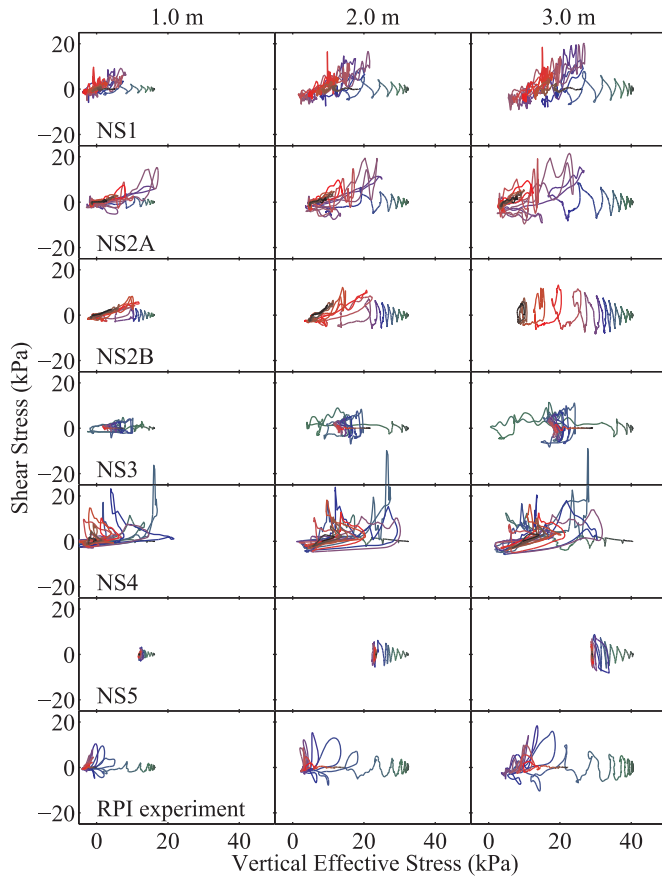 1.0 m 2.0 m 3.0 m
20
0
−20
NS1
20
0
−20
NS2A
20
0
−20
NS2B
20
0
−20
NS3
20
0
−20
NS4
20
0
−20
NS5
20
0
−20
RPI experiment
Shear Stress (kPa)
0 20 40 0 20 40 0 20 40
Vertical Effective Stress (kPa)